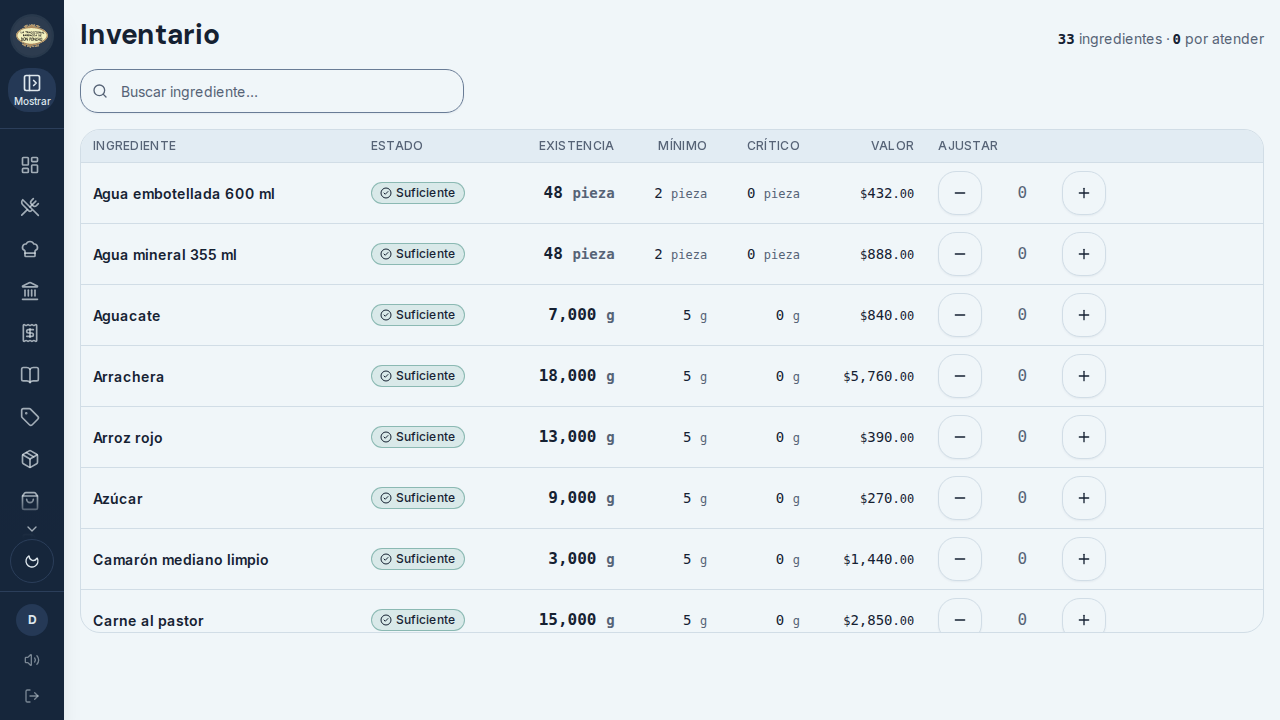 Inventario
33 ingredientes · 0 por atender
Mostrar
Buscar ingrediente...
INGREDIENTE ESTADO EXISTENCIA MÍNIMO CRÍTICO VALOR AJUSTAR
Agua embotellada 600 ml Suficiente 48 pieza 2 pieza 0 pieza $432.00 − 0 +
Agua mineral 355 ml Suficiente 48 pieza 2 pieza 0 pieza $888.00 − 0 +
Aguacate Suficiente 7,000 g 5 g 0 g $840.00 − 0 +
Arrachera Suficiente 18,000 g 5 g 0 g $5,760.00 − 0 +
Arroz rojo Suficiente 13,000 g 5 g 0 g $390.00 − 0 +
Azúcar Suficiente 9,000 g 5 g 0 g $270.00 − 0 +
Camarón mediano limpio Suficiente 3,000 g 5 g 0 g $1,440.00 − 0 +
Carne al pastor Suficiente 15,000 g 5 g 0 g $2,850.00 − 0 +
D